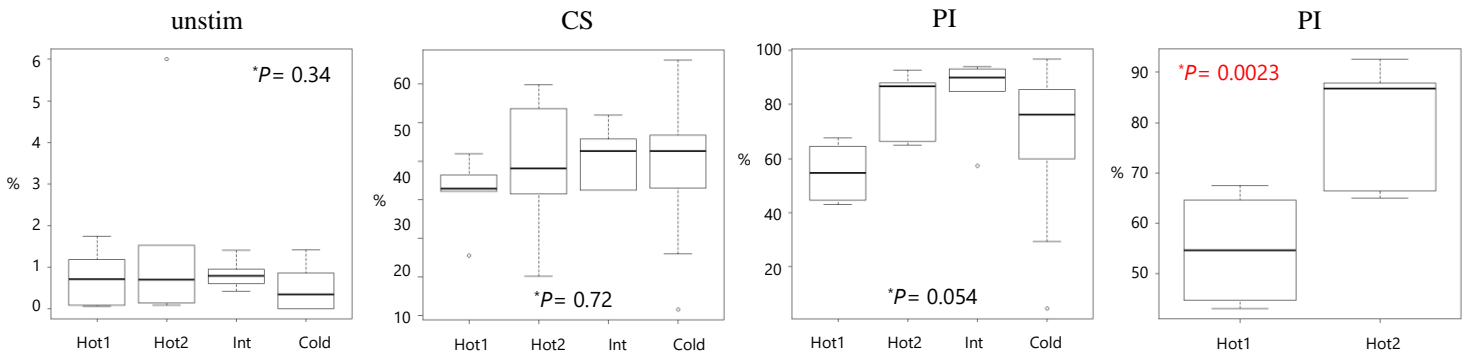 unstim
6
5
4
3
2
1
0
%
*P= 0.34
Hot1 Hot2 Int Cold
CS
60
50
40
30
20
10
%
*P= 0.72
Hot1 Hot2 Int Cold
PI
100
80
60
40
20
%
*P= 0.054
Hot1 Hot2 Int Cold
PI
90
80
70
60
50
%
*P= 0.0023
Hot1 Hot2